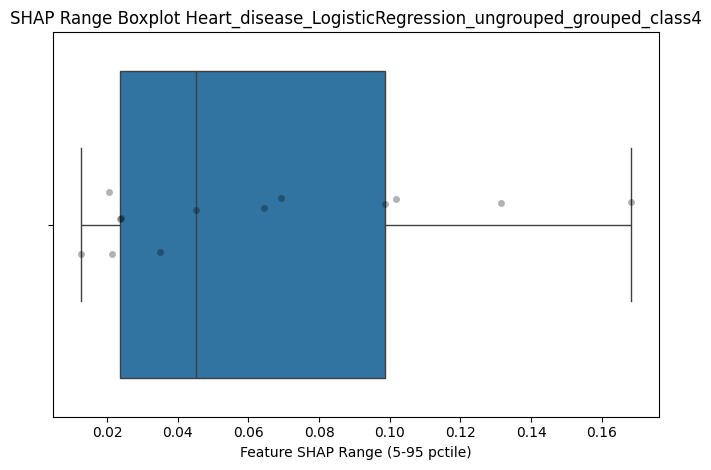 SHAP Range Boxplot Heart_disease_LogisticRegression_ungrouped_grouped_class4
0.02 0.04 0.06 0.08 0.10 0.12 0.14 0.16
Feature SHAP Range (5-95 pctile)